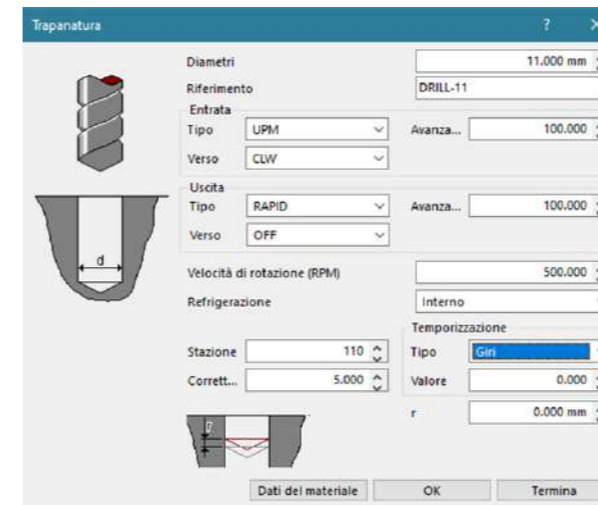 Trapanatura ? ×
Diametri 11.000 mm
Riferimento DRILL-11
Entrata
Tipo UPM Avanza... 100.000
Verso CLW
Uscita
Tipo RAPID Avanza... 100.000
Verso OFF
d
Velocità di rotazione (RPM) 500.000
Refrigerazione Interno
Temporizzazione
Stazione 110 Tipo Giri
Corrett... 5.000 Valore 0.000
r r 0.000 mm
Dati del materiale OK Termina